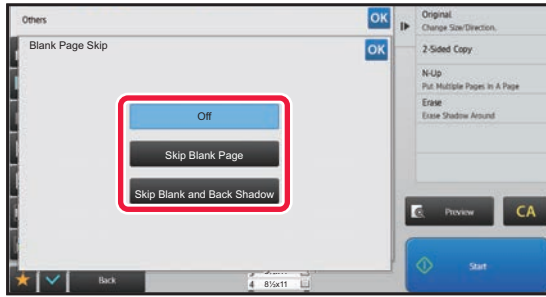 Others
OK
Blank Page Skip
OK
Off
Skip Blank Page
Skip Blank and Back Shadow
Back
4 8½x11
Original
Change Size/Direction.
2-Sided Copy
N-Up
Put Multiple Pages in A Page
Erase
Erase Shadow Around
Preview
CA
Start